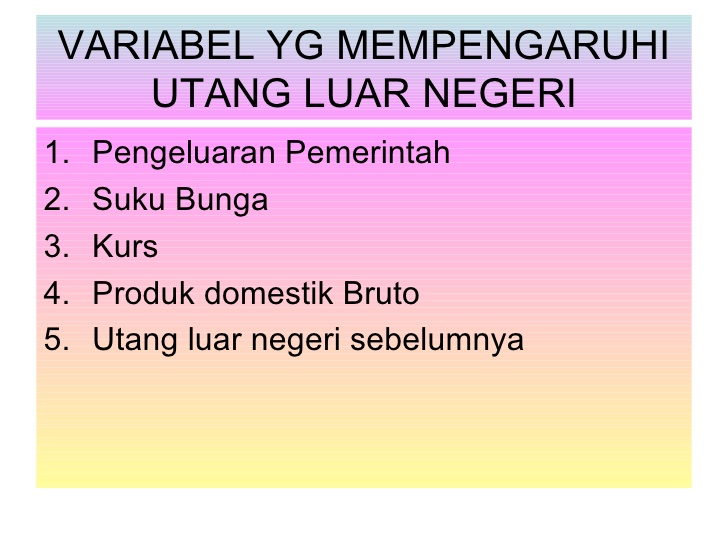 VARIABEL YG MEMPENGARUHI
UTANG LUAR NEGERI
1. Pengeluaran Pemerintah
2. Suku Bunga
3. Kurs
4. Produk domestik Bruto
5. Utang luar negeri sebelumnya